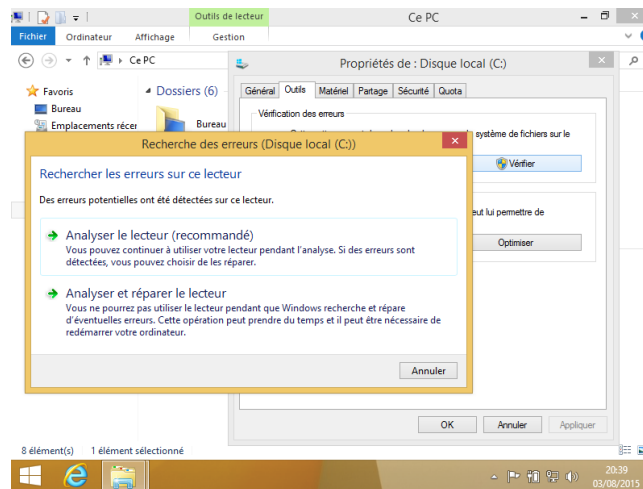 Outils de lecteur
Ce PC
Fichier
Ordinateur
Affichage
Gestion
Ce PC
Propriétés de : Disque local (C:)
Favoris
Bureau
Emplacements récer
Dossiers (6)
Bureau
Général
Outils
Matériel
Partage
Sécurité
Quota
Vérification des erreurs
système de fichiers sur le
Vérifier
eut lui permettre de
Optimiser
Recherche des erreurs (Disque local (C:))
Rechercher les erreurs sur ce lecteur
Des erreurs potentielles ont été détectées sur ce lecteur.
Analyser le lecteur (recommandé)
Vous pouvez continuer à utiliser votre lecteur pendant l'analyse. Si des erreurs sont
détectées, vous pouvez choisir de les réparer.
Analyser et réparer le lecteur
Vous ne pourrez pas utiliser le lecteur pendant que Windows recherche et répare
d'éventuelles erreurs. Cette opération peut prendre du temps et il peut être nécessaire de
redémarrer votre ordinateur.
Annuler
OK
Annuler
Appliquer
8 élément(s)
1 élément sélectionné
20:39
03/08/2015